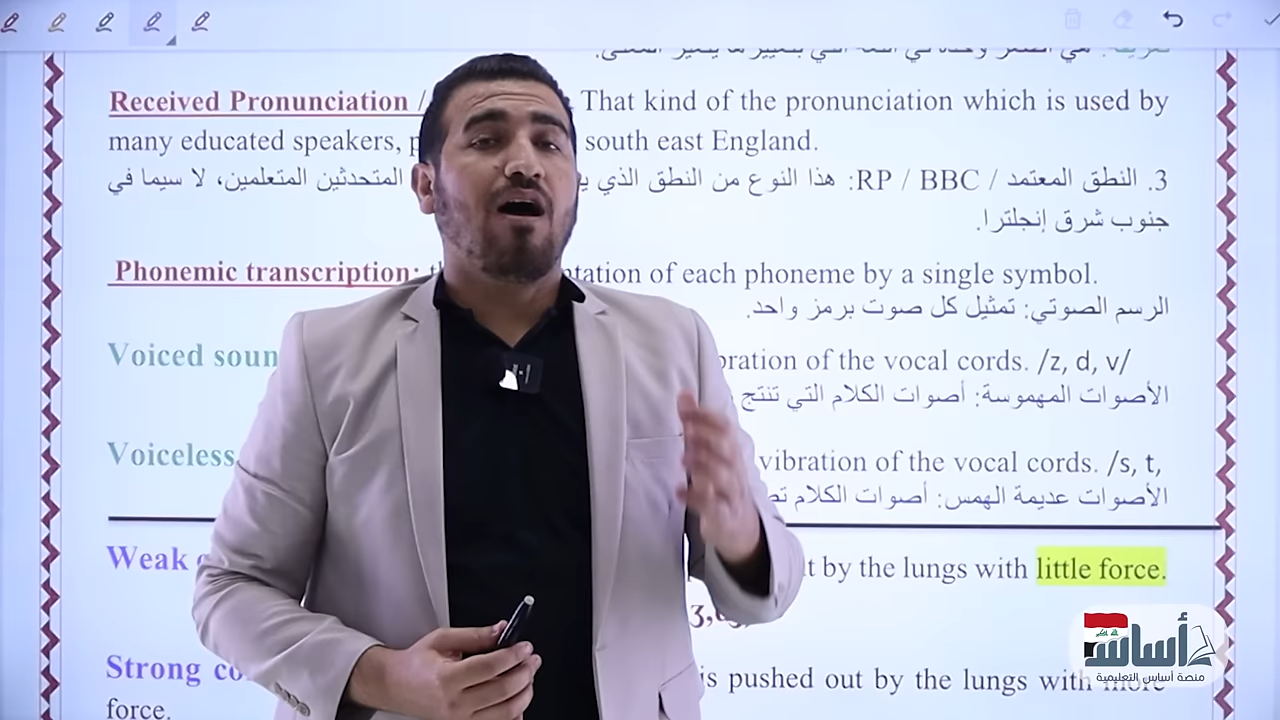 Received Pronunciation / That kind of the pronunciation which is used by
many educated speakers, south east England.
3. النطق المعتمد / RP / BBC: هذا النوع من النطق الذي المتحدثين المتعلمين، لا سيما في
جنوب شرق إنجلترا.
Phonemic transcription: of each phoneme by a single symbol.
الرسم الصوتي: تمثيل كل صوت برمز واحد.
Voiced of the vocal cords. /z, d, v/
الأصوات المهموسة: أصوات الكلام التي تنتج
Voiceless vibration of the vocal cords. /s, t,
الأصوات عديمة الهمس: أصوات الكلام
Weak by the lungs with little force.
Strong is pushed out by the lungs with more
force.
أساس
منصة أساس التعليمية